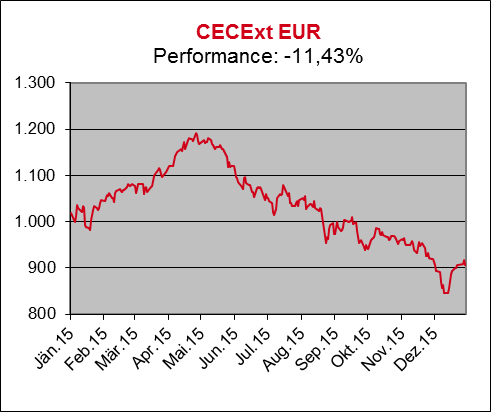 CECExt EUR
Performance: -11,43%
1.300
1.200
1.100
1.000
900
800
Jän.15
Feb.15
Mär.15
Apr.15
Mai.15
Jun.15
Jul.15
Aug.15
Sep.15
Okt.15
Nov.15
Dez.15